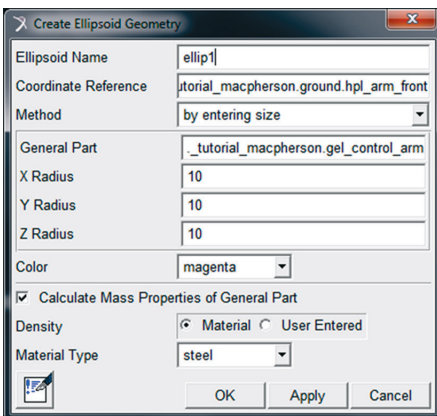 Create Ellipsoid Geometry
Ellipsoid Name ellip1
Coordinate Reference utorial_macpherson.ground.hpl_arm_front
Method by entering size
General Part ._tutorial_macpherson.gel_control_arm
X Radius 10
Y Radius 10
Z Radius 10
Color magenta
Calculate Mass Properties of General Part
Density Material User Entered
Material Type steel
OK Apply Cancel